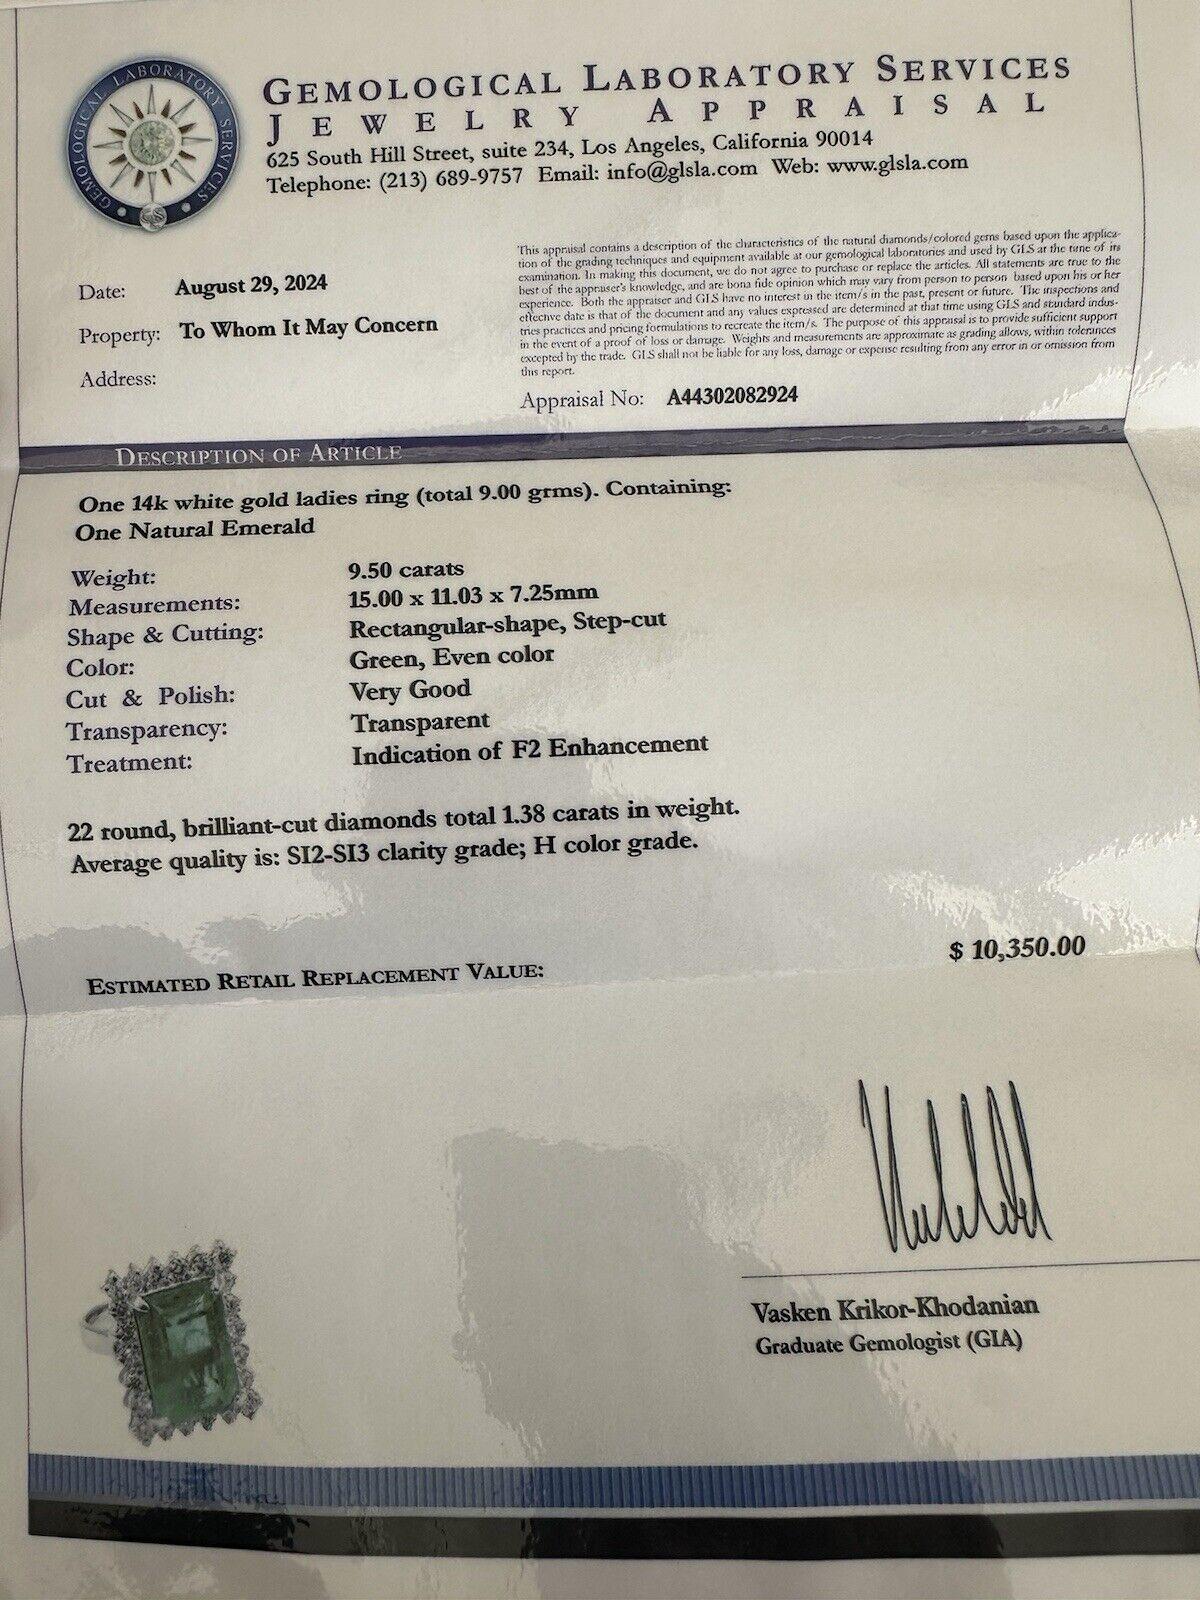 GEMOLOGICAL LABORATORY SERVICES
GEMOLOGICAL LABORATORY SERVICES
JEWELRY APPRAISAL
625 South Hill Street, suite 234, Los Angeles, California 90014
Telephone: (213) 689-9757 Email: info@glsla.com Web: www.glsla.com
GLS
This appraisal contains a description of the characteristics of the natural diamonds/colored gems based upon the applica-
tion of the grading techniques and equipment available at our gemological laboratories and used by GLS at the time of its
examination. In making this document, we do not agree to purchase or replace the articles. All statements are true to the
best of the appraiser's knowledge, and are bona fide opinion which may vary from person to person based upon his or her
experience. Both the appraiser and GLS have no interest in the item/s in the past, present or future. The inspections and
effective date is that of the document and any values expressed are determined at that time using GLS and standard indus-
tries practices and pricing formulations to recreate the item/s. The purpose of this appraisal is to provide sufficient support
in the event of a proof of loss or damage. Weights and measurements are approximate as grading allows, within tolerances
excepted by the trade. GLS shall not be liable for any loss, damage or expense resulting from any error in or omission from
this report.
Date: August 29, 2024
Property: To Whom It May Concern
Address:
Appraisal No: A44302082924
DESCRIPTION OF ARTICLE
One 14k white gold ladies ring (total 9.00 grms). Containing:
One Natural Emerald
Weight: 9.50 carats
Measurements: 15.00 x 11.03 x 7.25mm
Shape & Cutting: Rectangular-shape, Step-cut
Color: Green, Even color
Cut & Polish: Very Good
Transparency: Transparent
Treatment: Indication of F2 Enhancement
22 round, brilliant-cut diamonds total 1.38 carats in weight.
Average quality is: SI2-SI3 clarity grade; H color grade.
ESTIMATED RETAIL REPLACEMENT VALUE: $ 10,350.00
Vasken Krikor-Khodanian
Graduate Gemologist (GIA)